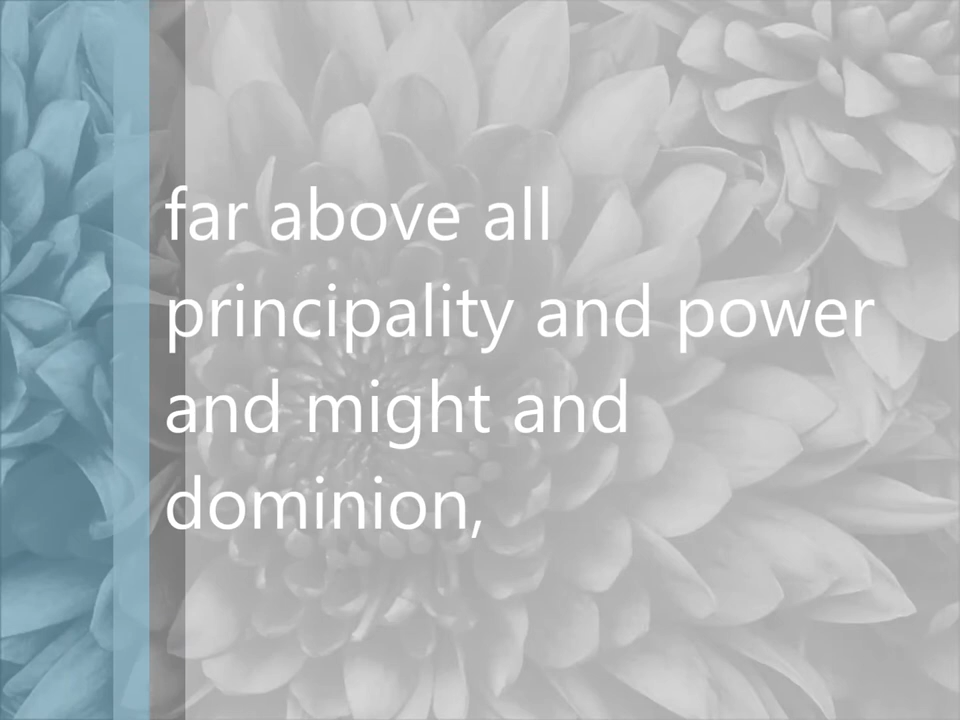 far above all
principality and power
and might and
dominion,